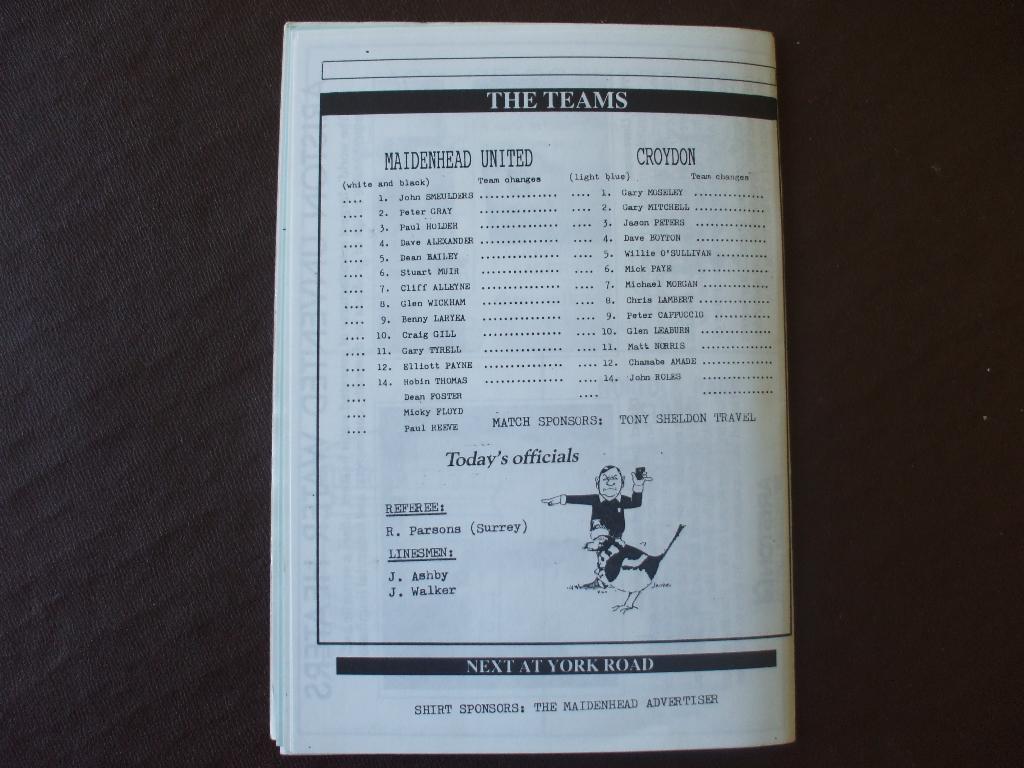 THE TEAMS
MAIDENHEAD UNITED CROYDON
(white and black) Team changes (light blue) Team changes
.... 1. John SMEULDERS ............... .... 1. Gary MOSELEY ..............
.... 2. Peter GRAY ............... .... 2. Gary MITCHELL ..............
.... 3. Paul HOLDER ............... .... 3. Jason PETERS ..............
.... 4. Dave ALEXANDER ............... .... 4. Dave BOYTON ..............
.... 5. Dean BAILEY ............... .... 5. Willie O'SULLIVAN ...........
.... 6. Stuart MUIR ............... .... 6. Mick PAYE ..............
.... 7. Cliff ALLEYNE ............... .... 7. Michael MORGAN ..............
.... 8. Glen WICKHAM ............... .... 8. Chris LAMBERT ..............
.... 9. Benny LARYEA ............... .... 9. Peter CAPPUCCIO ............
.... 10. Craig GILL ............... .... 10. Glen LEABURN ..............
.... 11. Gary TYRELL ............... .... 11. Matt NORRIS ..............
.... 12. Elliott PAYNE ............... .... 12. Chamabe AMADE ..............
.... 14. Robin THOMAS ............... .... 14. John ROLES ..............
.... Dean FOSTER .... ..............
.... Micky FLOYD
.... Paul REEVE
MATCH SPONSORS: TONY SHELDON TRAVEL
Today's officials
REFEREE:
R. Parsons (Surrey)
LINESMEN:
J. Ashby
J. Walker
NEXT AT YORK ROAD
SHIRT SPONSORS: THE MAIDENHEAD ADVERTISER